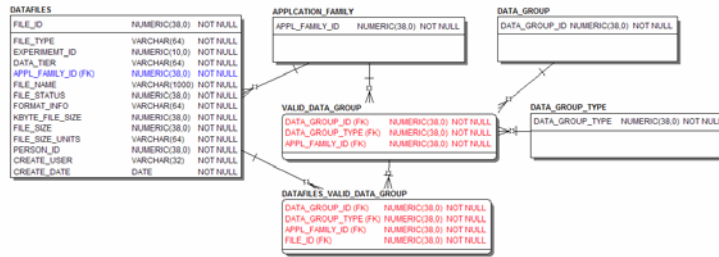 DATAFILES
FILE_ID NUMERIC(38,0) NOT NULL
FILE_TYPE VARCHAR(64) NOT NULL
EXPERIMEMT_ID NUMERIC(10,0) NOT NULL
DATA_TIER VARCHAR(64) NOT NULL
APPL_FAMILY_ID (FK) NUMERIC(38,0) NOT NULL
FILE_NAME VARCHAR(1000) NOT NULL
FILE_STATUS NUMERIC(38,0) NOT NULL
FORMAT_INFO VARCHAR(64) NOT NULL
KBYTE_FILE_SIZE NUMERIC(38,0) NOT NULL
FILE_SIZE NUMERIC(38,0) NOT NULL
FILE_SIZE_UNITS VARCHAR(64) NOT NULL
PERSON_ID NUMERIC(38,0) NOT NULL
CREATE_USER VARCHAR(32) NOT NULL
CREATE_DATE DATE NOT NULL
APPLCATION_FAMILY
APPL_FAMILY_ID NUMERIC(38,0) NOT NULL
DATA_GROUP
DATA_GROUP_ID NUMERIC(38,0) NOT NULL
VALID_DATA_GROUP
DATA_GROUP_ID (FK) NUMERIC(38,0) NOT NULL
DATA_GROUP_TYPE (FK) NUMERIC(38,0) NOT NULL
APPL_FAMILY_ID (FK) NUMERIC(38,0) NOT NULL
DATA_GROUP_TYPE
DATA_GROUP_TYPE NUMERIC(38,0) NOT NULL
DATAFILES_VALID_DATA_GROUP
DATA_GROUP_ID (FK) NUMERIC(38,0) NOT NULL
DATA_GROUP_TYPE (FK) NUMERIC(38,0) NOT NULL
APPL_FAMILY_ID (FK) NUMERIC(38,0) NOT NULL
FILE_ID (FK) NUMERIC(38,0) NOT NULL